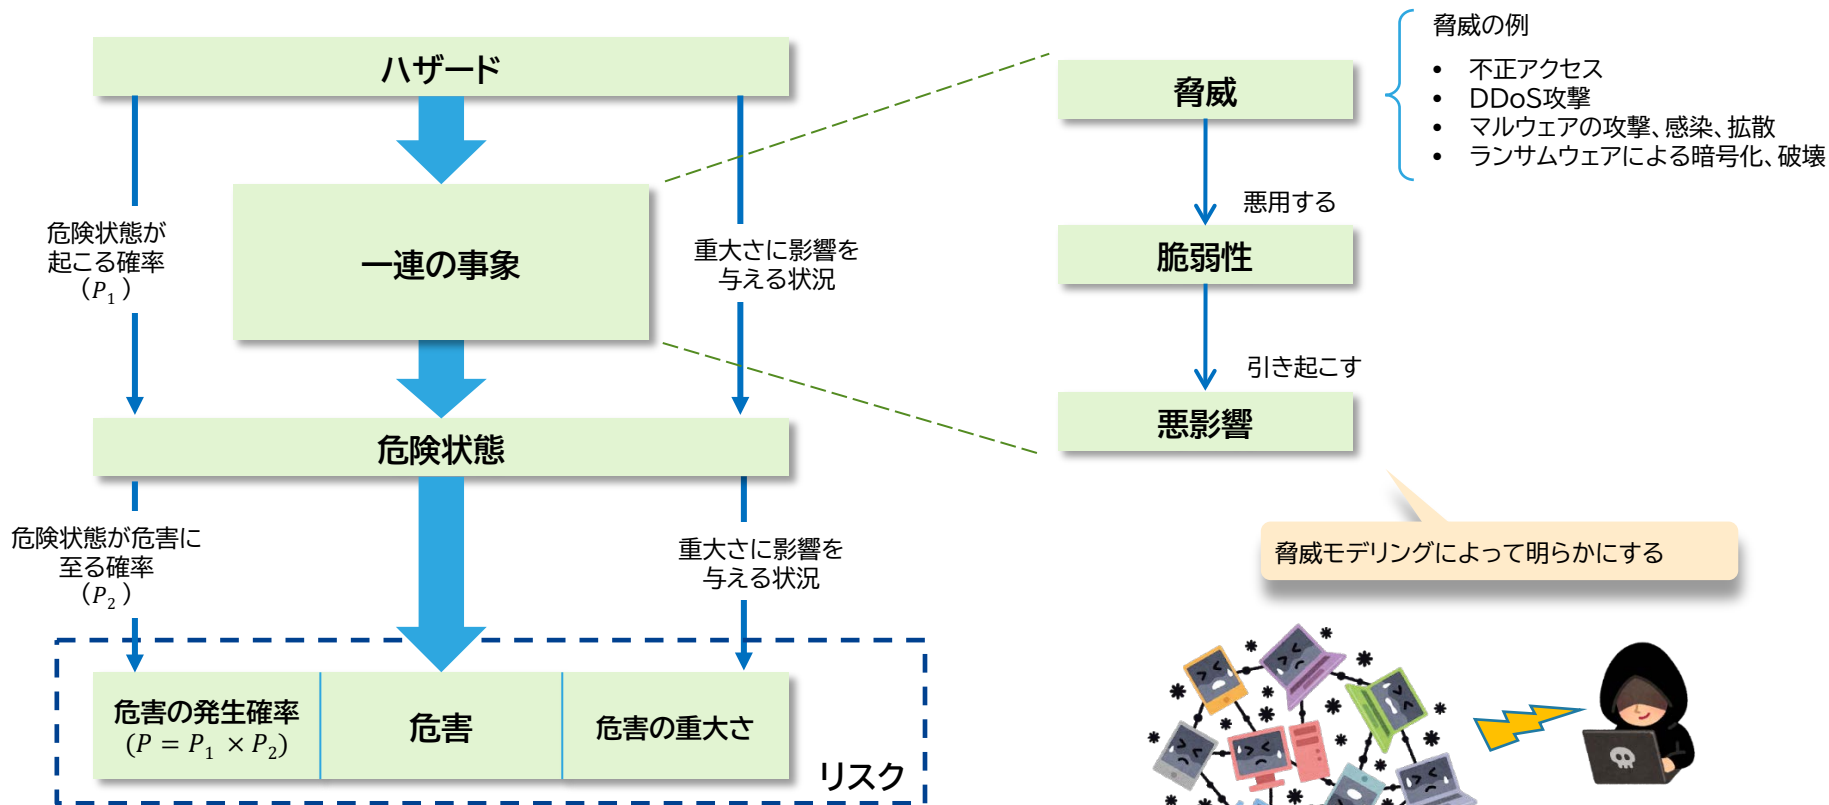 ハザード
危険状態が
起こる確率
（P₁）
一連の事象
重大さに影響を
与える状況
危険状態
危険状態が危害に
至る確率
（P₂）
重大さに影響を
与える状況
危害の発生確率
(P = P₁ × P₂)
危害
危害の重大さ
リスク
脅威
悪用する
脆弱性
引き起こす
悪影響
脅威の例
• 不正アクセス
• DDoS攻撃
• マルウェアの攻撃、感染、拡散
• ランサムウェアによる暗号化、破壊
脅威モデリングによって明らかにする